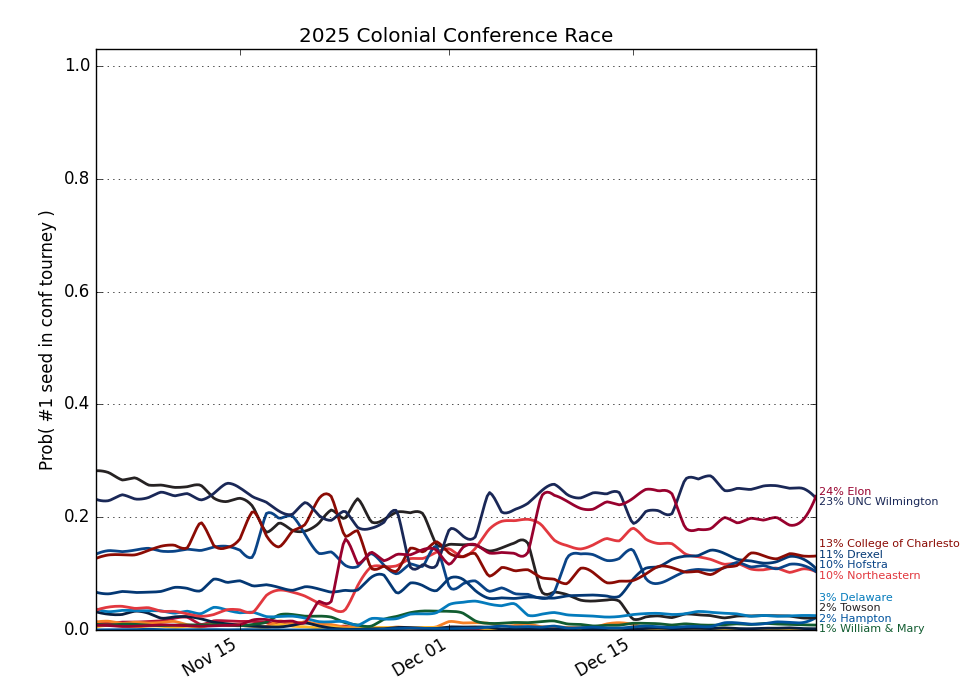 2025 Colonial Conference Race
Prob( #1 seed in conf tourney )
1.0
0.8
0.6
0.4
0.2
0.0
Nov 15
Dec 01
Dec 15
24% Elon
23% UNC Wilmington
13% College of Charlesto
11% Drexel
10% Hofstra
10% Northeastern
3% Delaware
2% Towson
2% Hampton
1% William & Mary